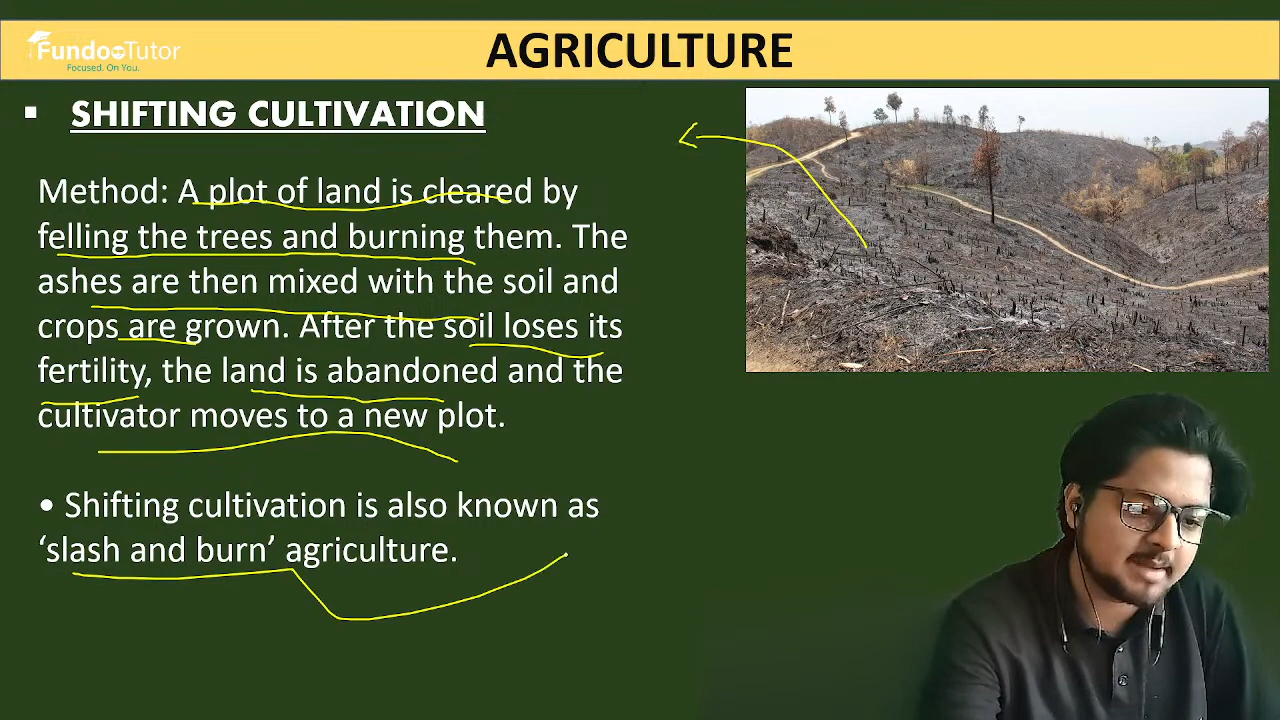 FundooTutor
Focused. On You.
AGRICULTURE
▪ SHIFTING CULTIVATION
Method: A plot of land is cleared by
felling the trees and burning them. The
ashes are then mixed with the soil and
crops are grown. After the soil loses its
fertility, the land is abandoned and the
cultivator moves to a new plot.
• Shifting cultivation is also known as
‘slash and burn’ agriculture.